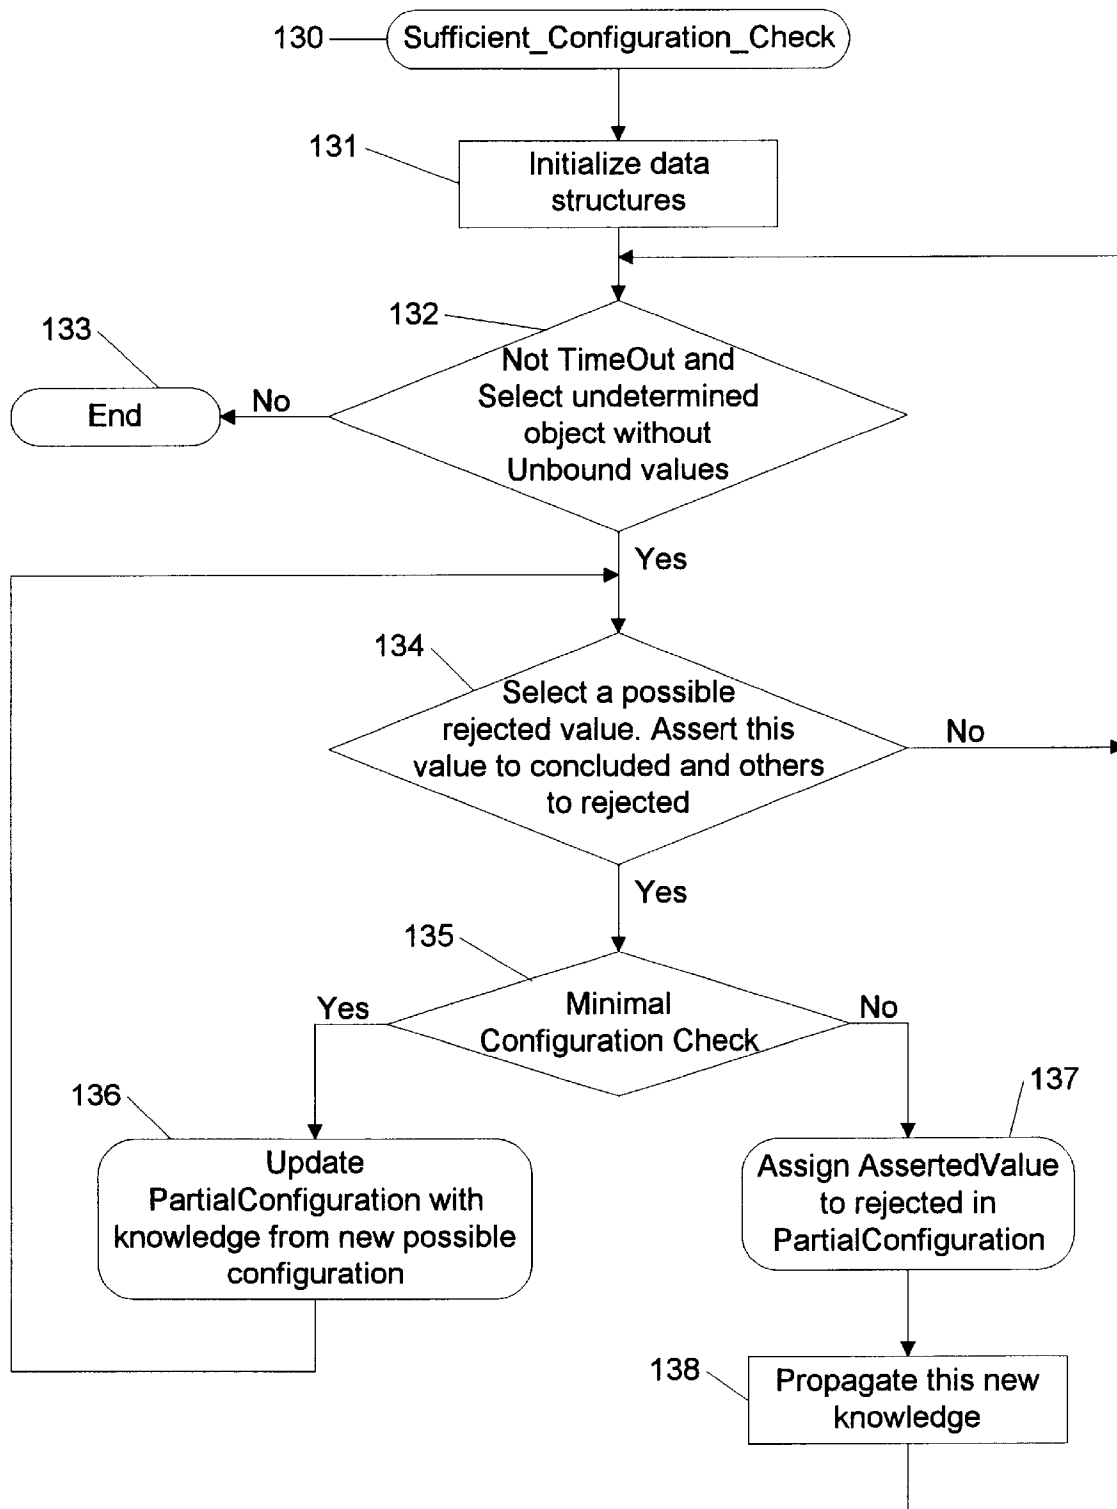 130
Sufficient_Configuration_Check
131
Initialize data
structures
132
133
Not TimeOut and
Select undetermined
object without
Unbound values
No
End
Yes
134
Select a possible
rejected value. Assert this
value to concluded and others
to rejected
No
Yes
135
Yes
Minimal
Configuration Check
No
136
137
Update
PartialConfiguration with
knowledge from new possible
configuration
Assign AssertedValue
to rejected in
PartialConfiguration
138
Propagate this new
knowledge